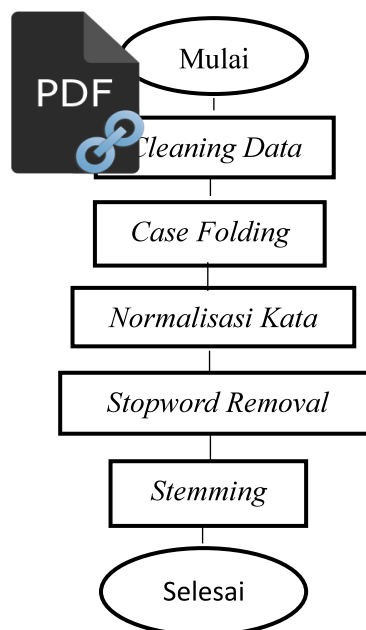 Mulai
PDF
Cleaning Data
Case Folding
Normalisasi Kata
Stopword Removal
Stemming
Selesai